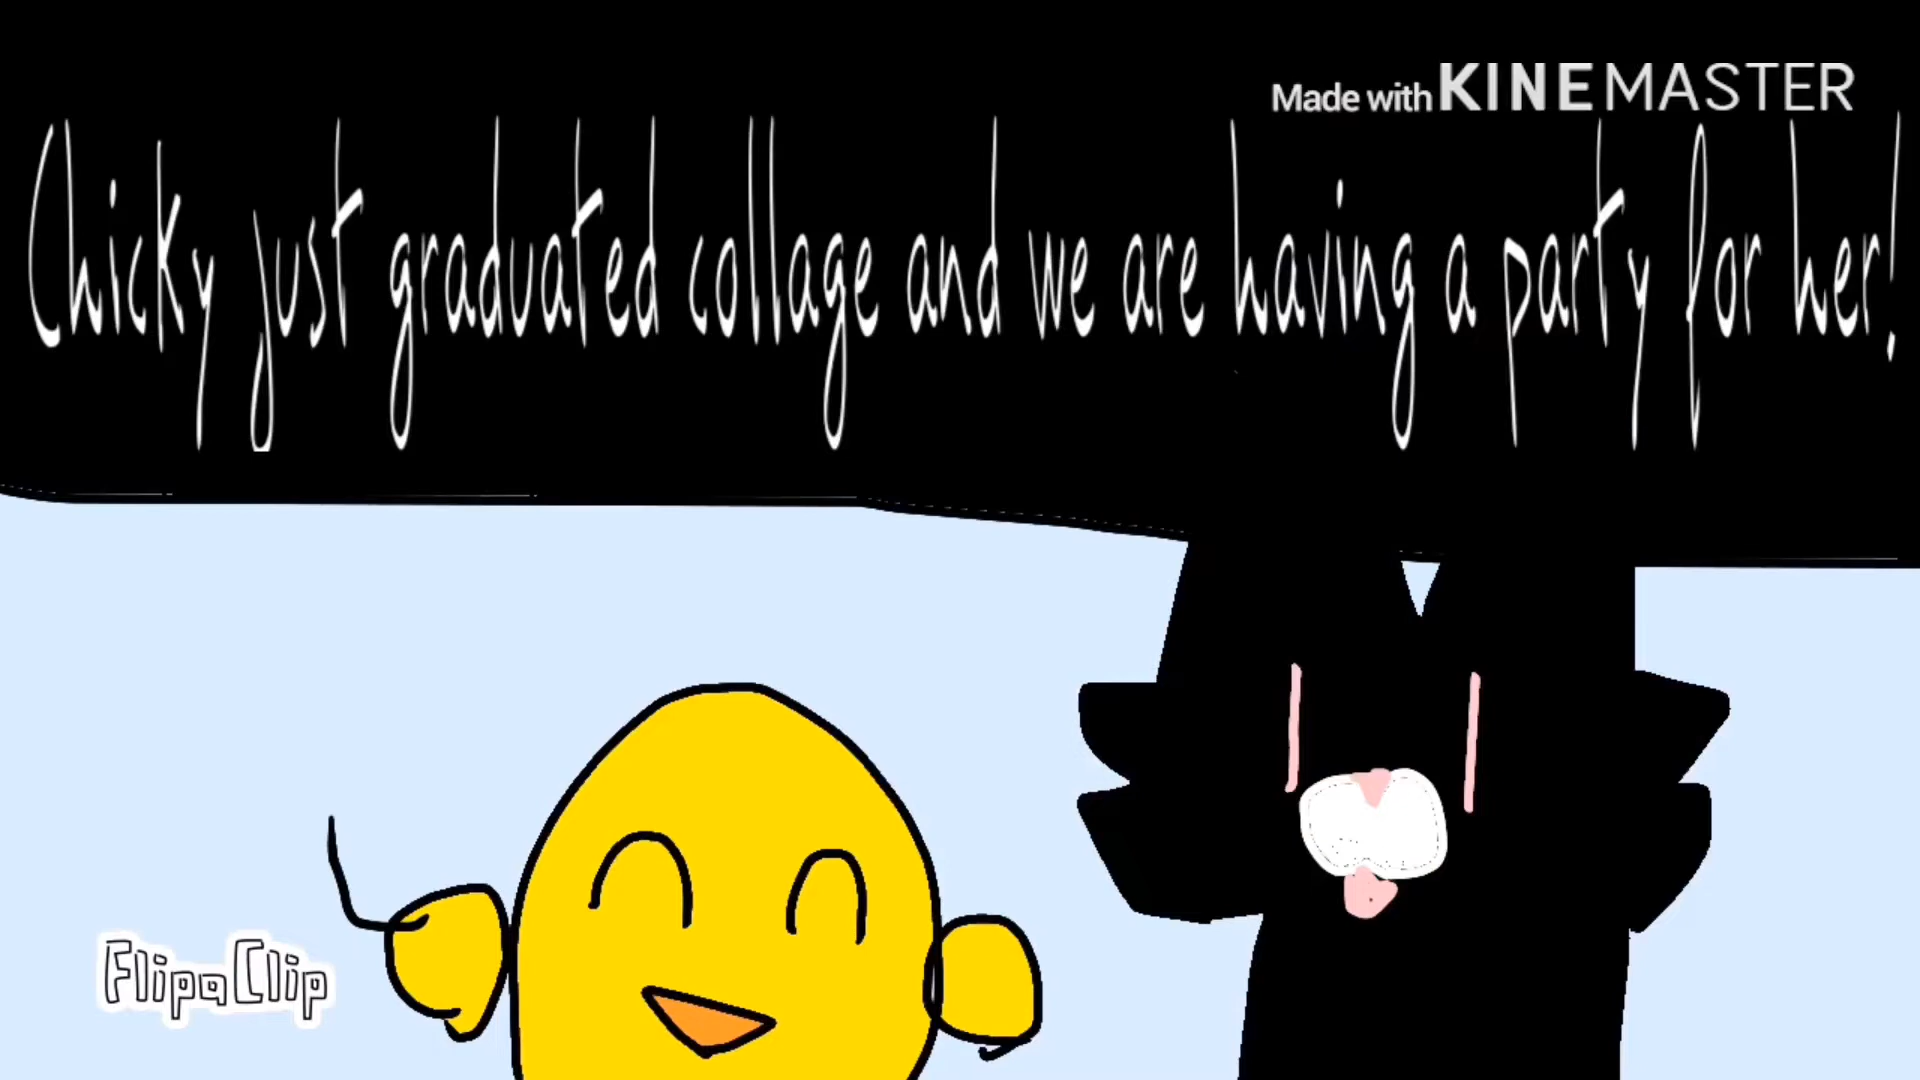 Made with KINEMASTER
Chicky just graduated collage and we are having a party for her!
FlipaClip